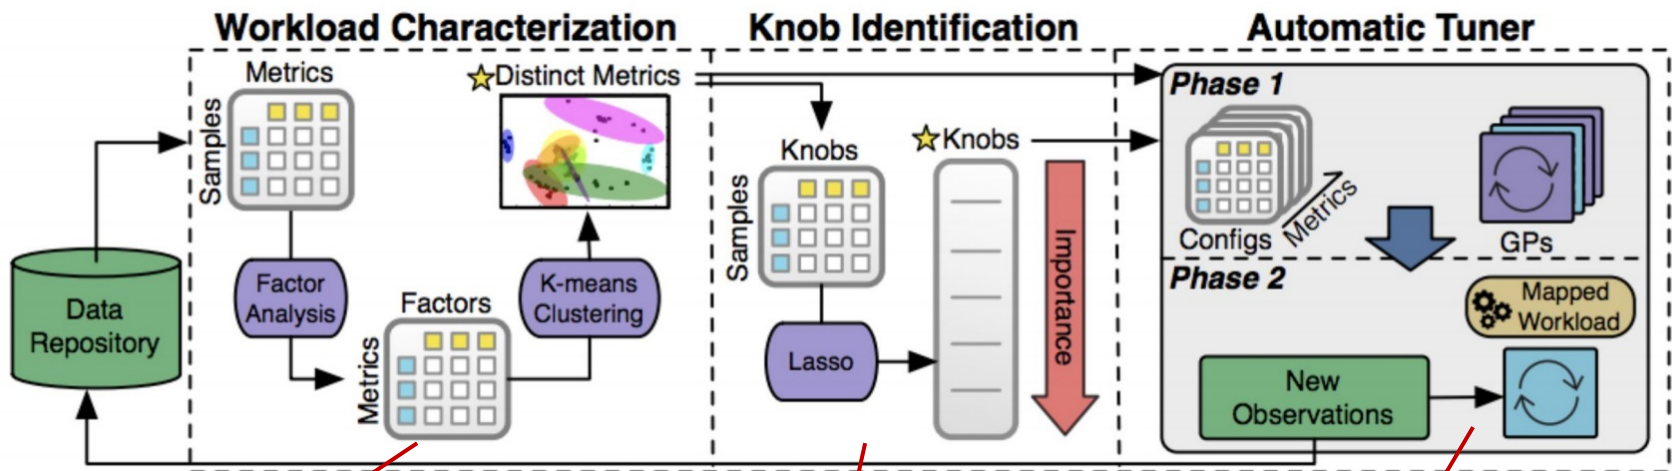 Workload Characterization
Knob Identification
Automatic Tuner
Metrics
Samples
Distinct Metrics
Factor
Analysis
Factors
Metrics
K-means
Clustering
Data
Repository
Knobs
Samples
Lasso
Knobs
Importance
Phase 1
Configs
Metrics
GPs
Phase 2
Mapped
Workload
New
Observations